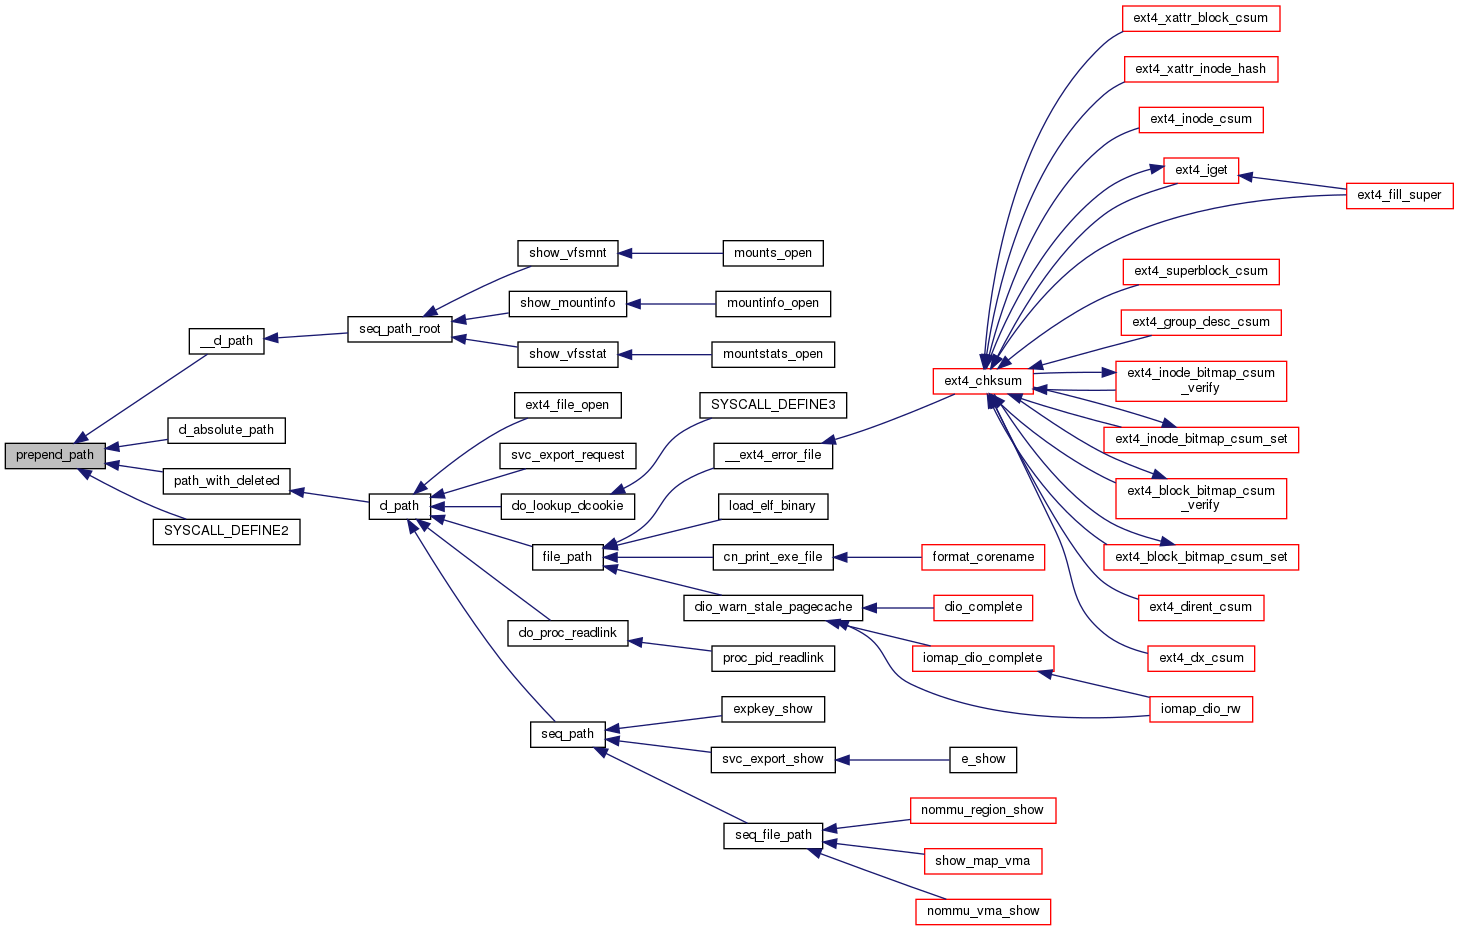 ext4_xattr_block_csum
ext4_xattr_inode_hash
ext4_inode_csum
ext4_iget
ext4_fill_super
show_vfsmnt
mounts_open
ext4_superblock_csum
show_mountinfo
mountinfo_open
ext4_group_desc_csum
seq_path_root
__d_path
show_vfsstat
mountstats_open
ext4_chksum
ext4_inode_bitmap_csum
_verify
ext4_file_open
SYSCALL_DEFINE3
d_absolute_path
ext4_inode_bitmap_csum_set
prepend_path
svc_export_request
__ext4_error_file
path_with_deleted
ext4_block_bitmap_csum
_verify
d_path
do_lookup_dcookie
load_elf_binary
SYSCALL_DEFINE2
file_path
cn_print_exe_file
format_corename
ext4_block_bitmap_csum_set
dio_warn_stale_pagecache
dio_complete
ext4_dirent_csum
do_proc_readlink
proc_pid_readlink
iomap_dio_complete
ext4_dx_csum
expkey_show
iomap_dio_rw
seq_path
svc_export_show
e_show
nommu_region_show
seq_file_path
show_map_vma
nommu_vma_show